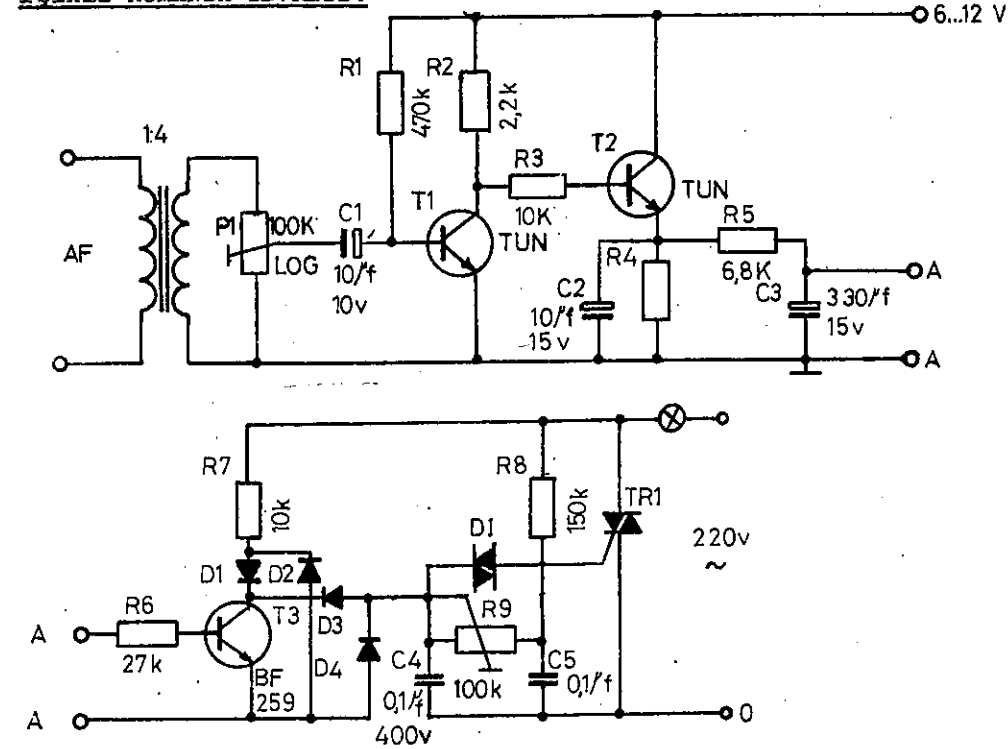 6...12 V
R1
470k
R2
2,2k
1:4
T2
R3
10K
TUN
P1
100K
LOG
C1
10/"f
10v
T1
TUN
R5
6,8K
AF
R4
C2
10/"f
15v
C3
330/"f
15v
A
A
R7
10k
R8
150k
TR1
220v
~
D1
D2
DI
D3
D4
R6
27k
T3
BF
259
A
A
R9
100k
C4
0,1/"f
400v
C5
0,1/"f
0